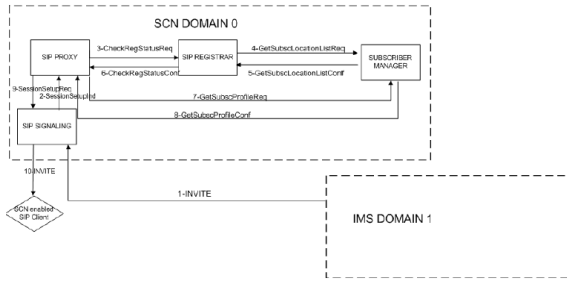 SCN DOMAIN 0
3-CheckRegStatusReq
4-GetSubscLocationListReq
SIP PROXY
SIP REGISTRAR
SUBSCRIBER
MANAGER
6-CheckRegStatusConf
5-GetSubscLocationListConf
9-SessionSetupReq
2-SessionSetupInd
7-GetSubscProfileReq
8-GetSubscProfileConf
SIP SIGNALING
10-INVITE
1-INVITE
SCN enabled
SIP Client
IMS DOMAIN 1